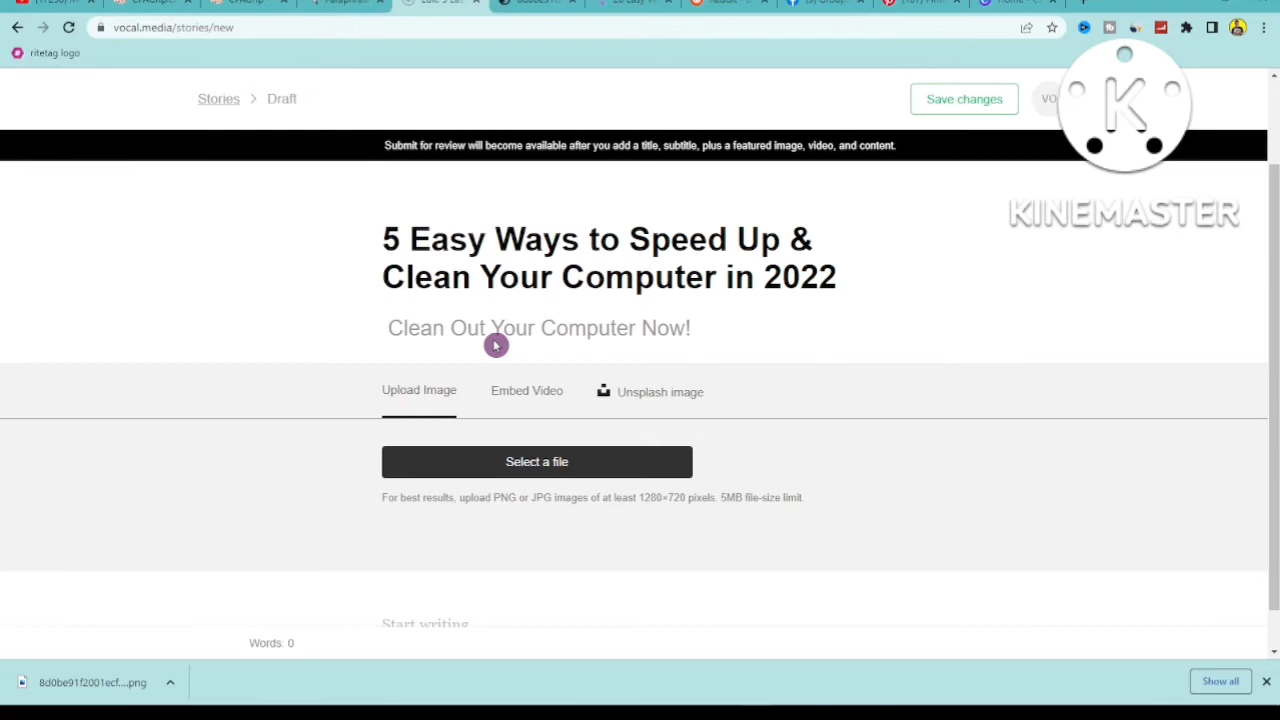 vocal.media/stories/new
ritetag logo
Stories > Draft
Save changes
VO
Submit for review will become available after you add a title, subtitle, plus a featured image, video, and content.
K
KINEMASTER
5 Easy Ways to Speed Up &
Clean Your Computer in 2022
Clean Out Your Computer Now!
Upload Image
Embed Video
Unsplash image
Select a file
For best results, upload PNG or JPG images of at least 1280×720 pixels. 5MB file-size limit.
Start writing
Words: 0
8d0be91f2001ecf....png
Show all